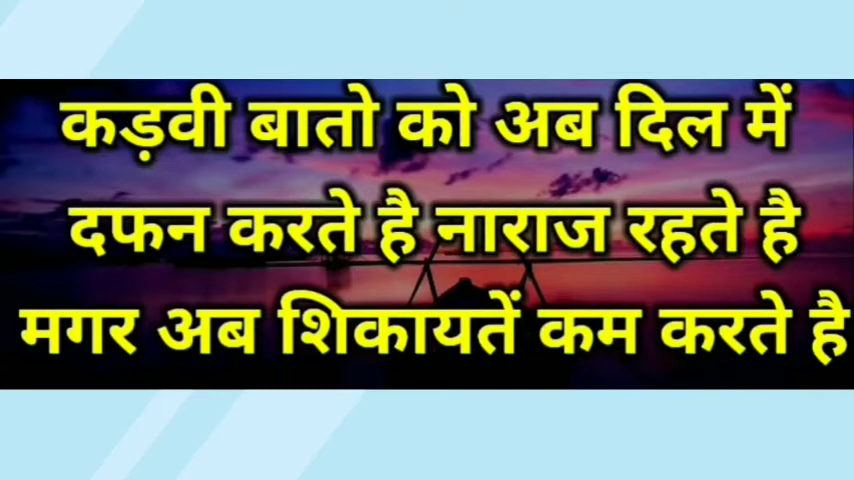 कड़वी बातो को अब दिल में
दफन करते है नाराज रहते है
मगर अब शिकायतें कम करते है